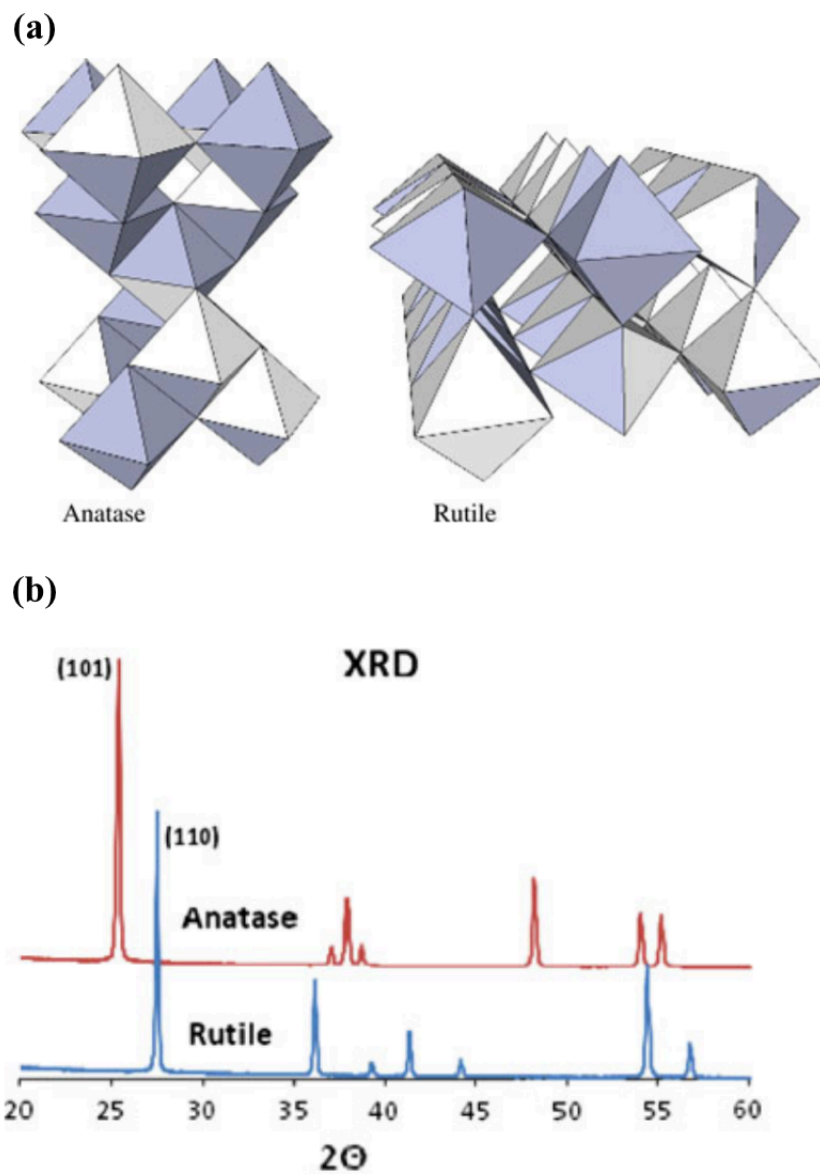 (a)
Anatase Rutile
(b)
XRD
(101)
(110)
Anatase
Rutile
20 25 30 35 40 45 50 55 60
2Θ